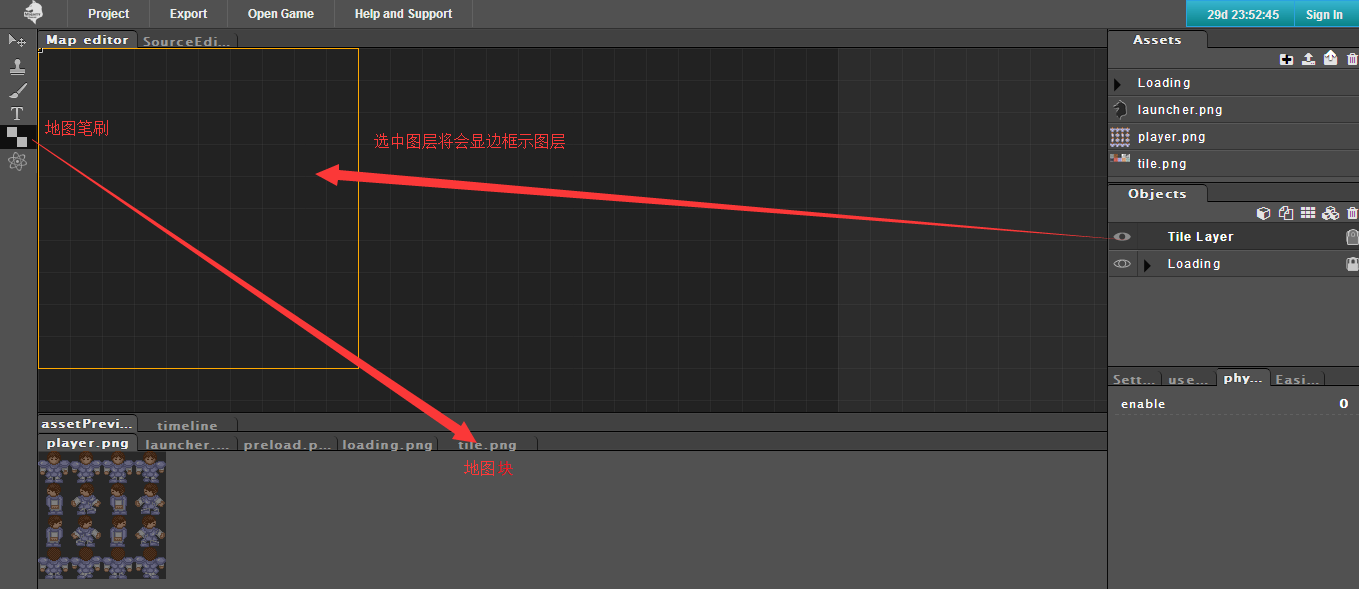 Project Export Open Game Help and Support 29d 23:52:45 Sign In
Map editor SourceEdi... Assets
Loading
launcher.png
player.png
tile.png
地图笔刷
选中图层将会显边框示图层
T
Objects
Tile Layer
Loading
Sett... use... phy... Easi...
enable 0
assetPrevi... timeline
player.png launcher.... preload.p... loading.png tile.png
地图块